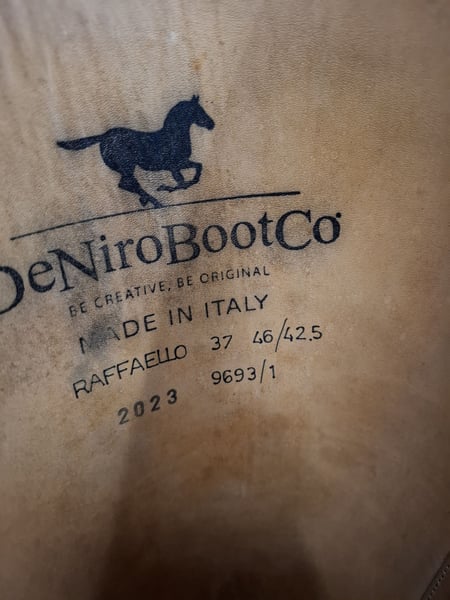 DeNiroBootCo
BE CREATIVE, BE ORIGINAL
MADE IN ITALY
RAFFAELLO 37 46/42.5
9693/1
2023